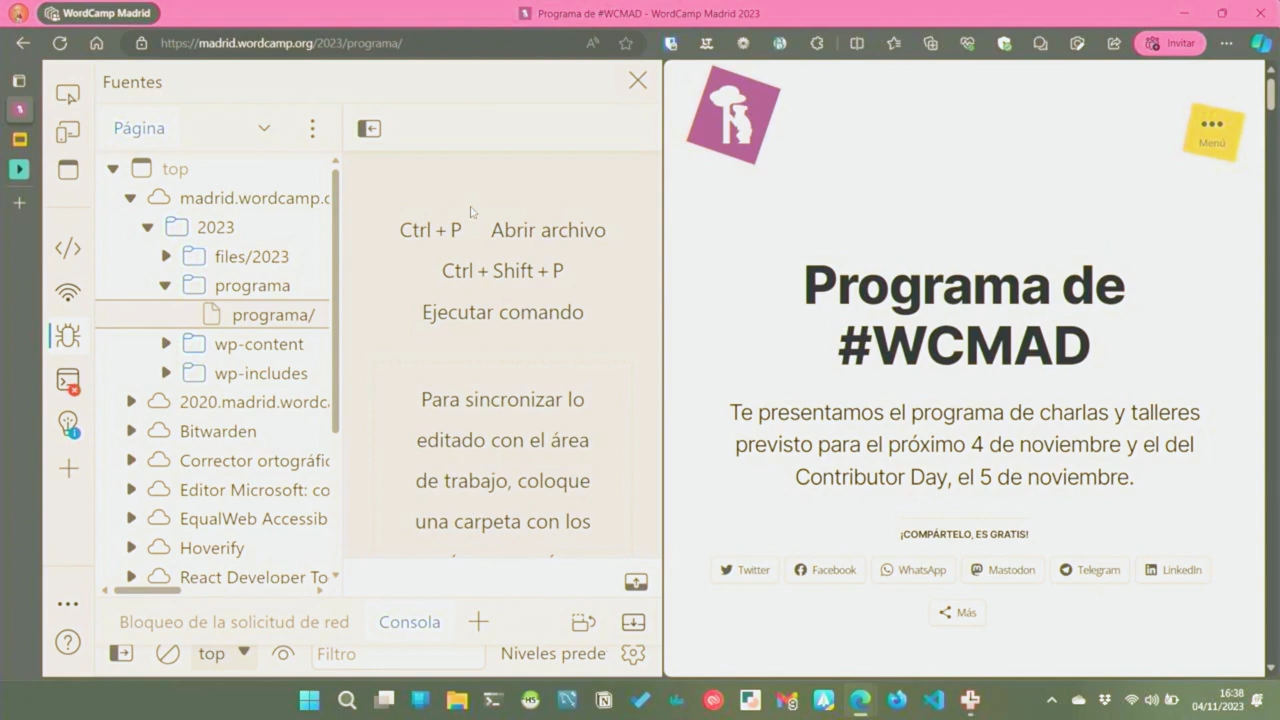 WordCamp Madrid
Programa de #WCMAD - WordCamp Madrid 2023
https://madrid.wordcamp.org/2023/programa/
Invitar
Fuentes
Página
top
madrid.wordcamp.o
2023
files/2023
programa
programa/
wp-content
wp-includes
2020.madrid.wordc
Bitwarden
Corrector ortográfic
Editor Microsoft: co
EqualWeb Accessib
Hoverify
React Developer To
Ctrl + P Abrir archivo
Ctrl + Shift + P
Ejecutar comando
Para sincronizar lo
editado con el área
de trabajo, coloque
una carpeta con los
Bloqueo de la solicitud de red
Consola
top
Filtro
Niveles prede
Menú
Programa de
#WCMAD
Te presentamos el programa de charlas y talleres
previsto para el próximo 4 de noviembre y el del
Contributor Day, el 5 de noviembre.
¡COMPÁRTELO, ES GRATIS!
Twitter
Facebook
WhatsApp
Mastodon
Telegram
LinkedIn
Más
16:38
04/11/2023